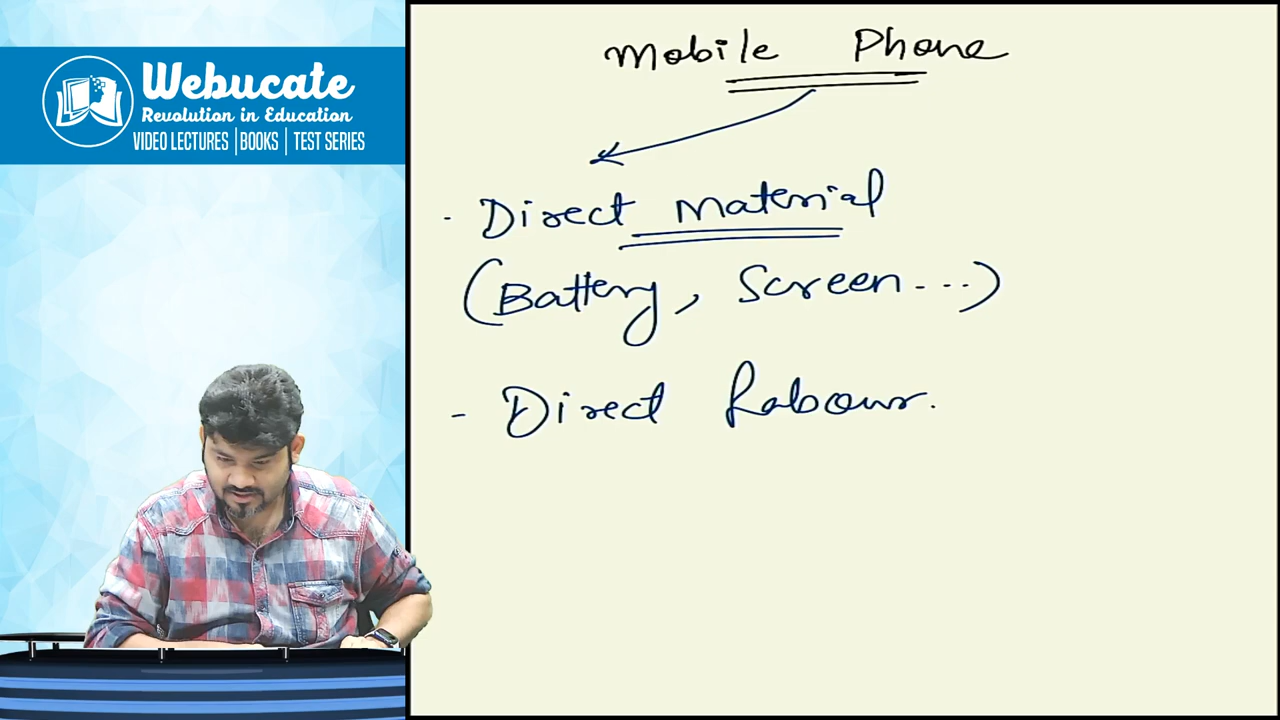 Webucate
Revolution in Education
VIDEO LECTURES | BOOKS | TEST SERIES
Mobile Phone
· Direct Material
(Battery, Screen ...)
- Direct Labour.